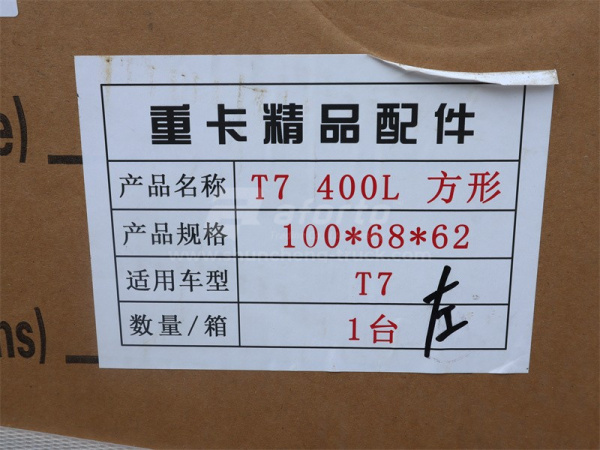 重卡精品配件
产品名称 T7 400L 方形
产品规格 100*68*62
适用车型 T7
数量/箱 1台
左
e)
ns)